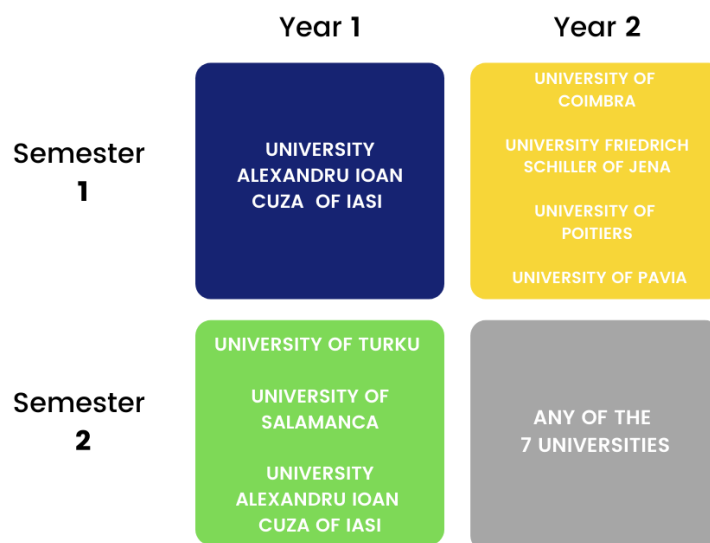 Year 1
Year 2
Semester
1
UNIVERSITY
ALEXANDRU IOAN
CUZA OF IASI
UNIVERSITY OF
COIMBRA
UNIVERSITY FRIEDRICH
SCHILLER OF JENA
UNIVERSITY OF
POITIERS
UNIVERSITY OF PAVIA
Semester
2
UNIVERSITY OF TURKU
UNIVERSITY OF
SALAMANCA
UNIVERSITY
ALEXANDRU IOAN
CUZA OF IASI
ANY OF THE
7 UNIVERSITIES